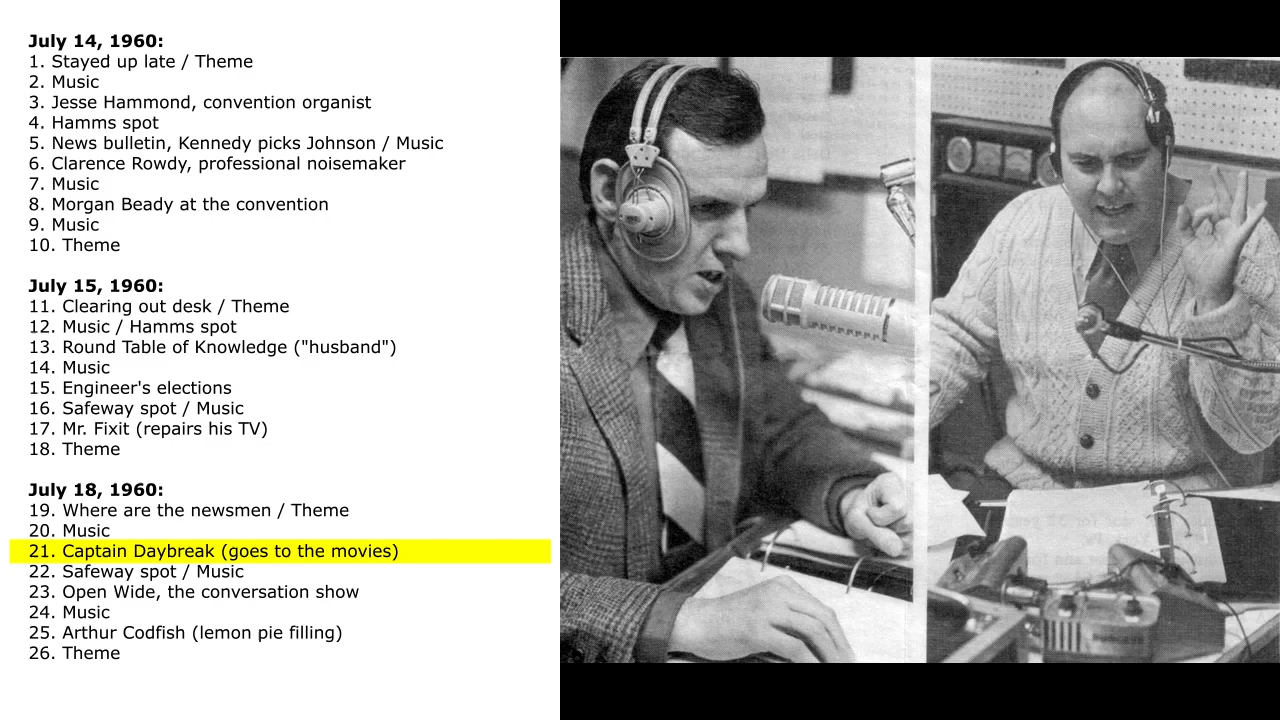 July 14, 1960:
1. Stayed up late / Theme
2. Music
3. Jesse Hammond, convention organist
4. Hamms spot
5. News bulletin, Kennedy picks Johnson / Music
6. Clarence Rowdy, professional noisemaker
7. Music
8. Morgan Beady at the convention
9. Music
10. Theme
July 15, 1960:
11. Clearing out desk / Theme
12. Music / Hamms spot
13. Round Table of Knowledge ("husband")
14. Music
15. Engineer's elections
16. Safeway spot / Music
17. Mr. Fixit (repairs his TV)
18. Theme
July 18, 1960:
19. Where are the newsmen / Theme
20. Music
21. Captain Daybreak (goes to the movies)
22. Safeway spot / Music
23. Open Wide, the conversation show
24. Music
25. Arthur Codfish (lemon pie filling)
26. Theme